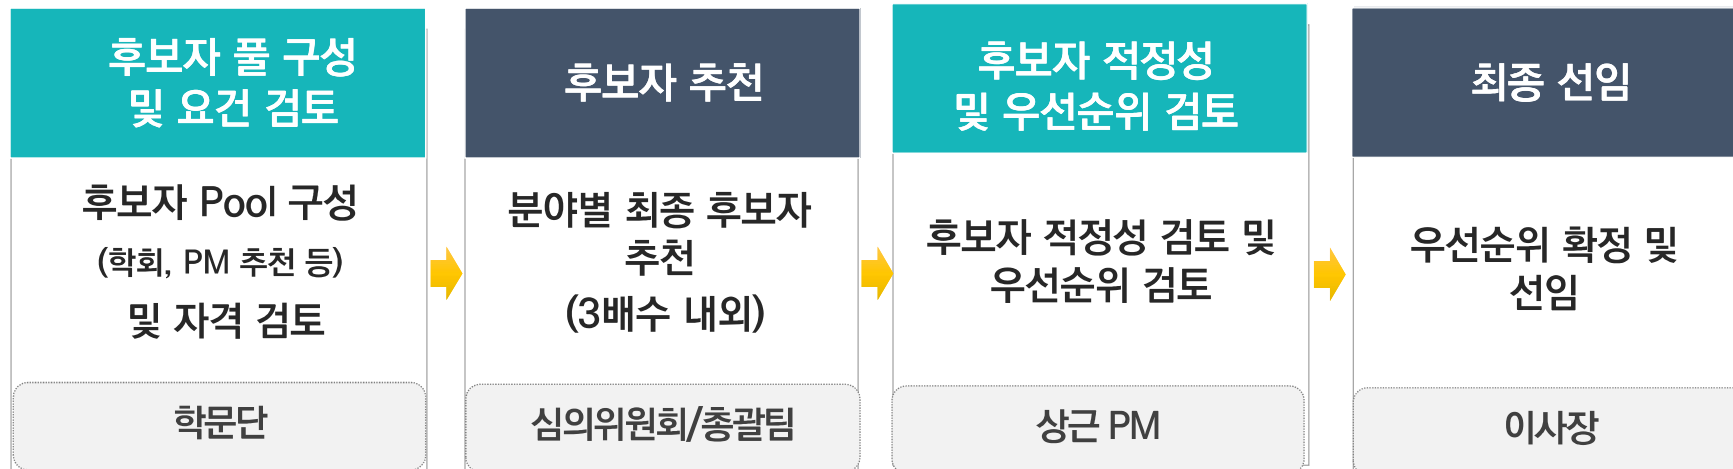 후보자 풀 구성
및 요건 검토
후보자 Pool 구성
(학회, PM 추천 등)
및 자격 검토
학문단
후보자 추천
분야별 최종 후보자
추천
(3배수 내외)
심의위원회/총괄팀
후보자 적정성
및 우선순위 검토
후보자 적정성 검토 및
우선순위 검토
상근 PM
최종 선임
우선순위 확정 및
선임
이사장